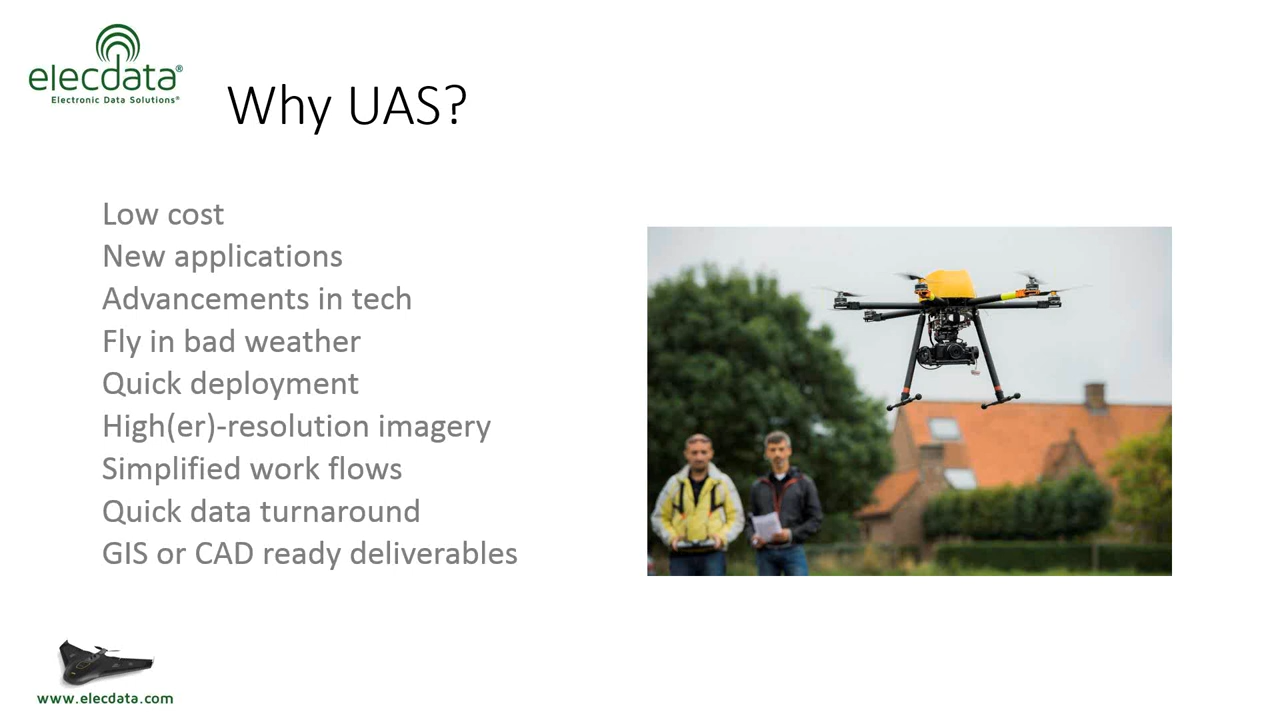 elecdata®
Electronic Data Solutions®
Why UAS?
Low cost
New applications
Advancements in tech
Fly in bad weather
Quick deployment
High(er)-resolution imagery
Simplified work flows
Quick data turnaround
GIS or CAD ready deliverables
www.elecdata.com